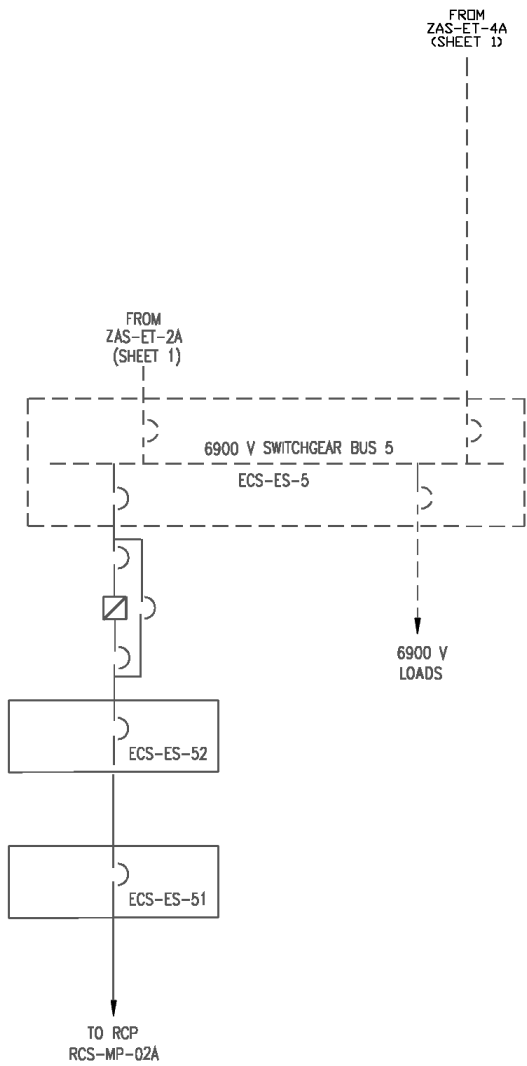 FROM
ZAS-ET-4A
(SHEET 1)
FROM
ZAS-ET-2A
(SHEET 1)
6900 V SWITCHGEAR BUS 5
ECS-ES-5
6900 V
LOADS
ECS-ES-52
ECS-ES-51
TO RCP
RCS-MP-02A